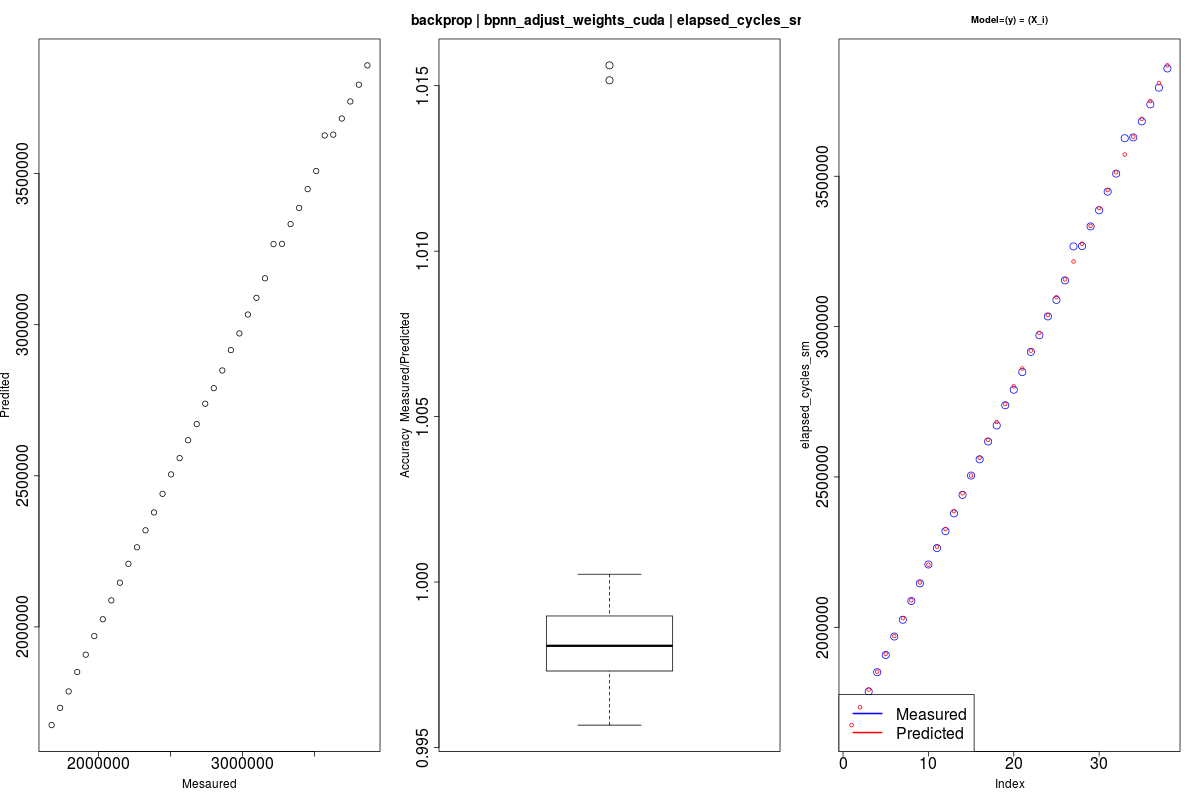 backprop | bpnn_adjust_weights_cuda | elapsed_cycles_sm
Model=(y) = (X_i)
Predited
2000000
2500000
3000000
3500000
2000000
3000000
Mesaured
Accuracy Measured/Predicted
0.995
1.000
1.005
1.010
1.015
elapsed_cycles_sm
2000000
2500000
3000000
3500000
Measured
Predicted
0
10
20
30
Index